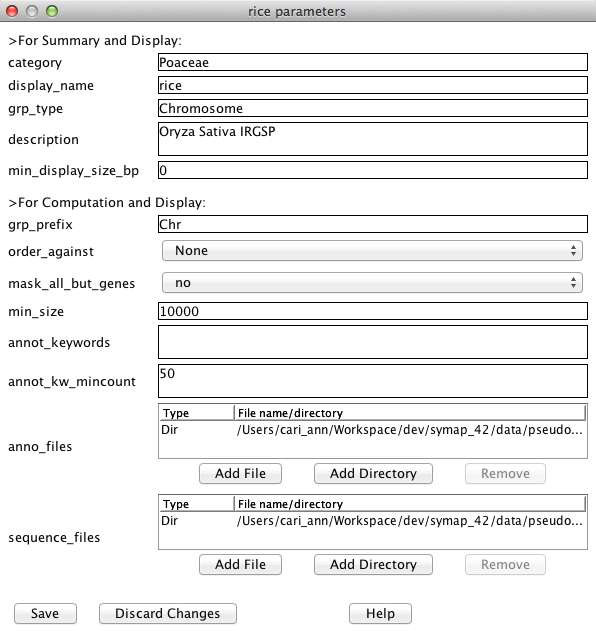 rice parameters
>For Summary and Display:
category Poaceae
display_name rice
grp_type Chromosome
description Oryza Sativa IRGSP
min_display_size_bp 0
>For Computation and Display:
grp_prefix Chr
order_against None
mask_all_but_genes no
min_size 10000
annot_keywords
annot_kw_mincount 50
Type File name/directory
Dir /Users/cari_ann/Workspace/dev/symap_42/data/pseudo...
anno_files
Add File Add Directory Remove
Type File name/directory
Dir /Users/cari_ann/Workspace/dev/symap_42/data/pseudo...
sequence_files
Add File Add Directory Remove
Save Discard Changes Help